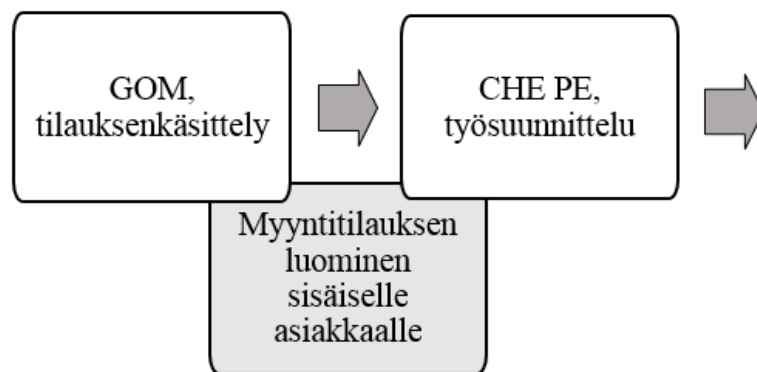 GOM,
tilauksenkäsittely
CHE PE,
työsuunnittelu
Myyntitilauksen
luominen
sisäiselle
asiakkaalle